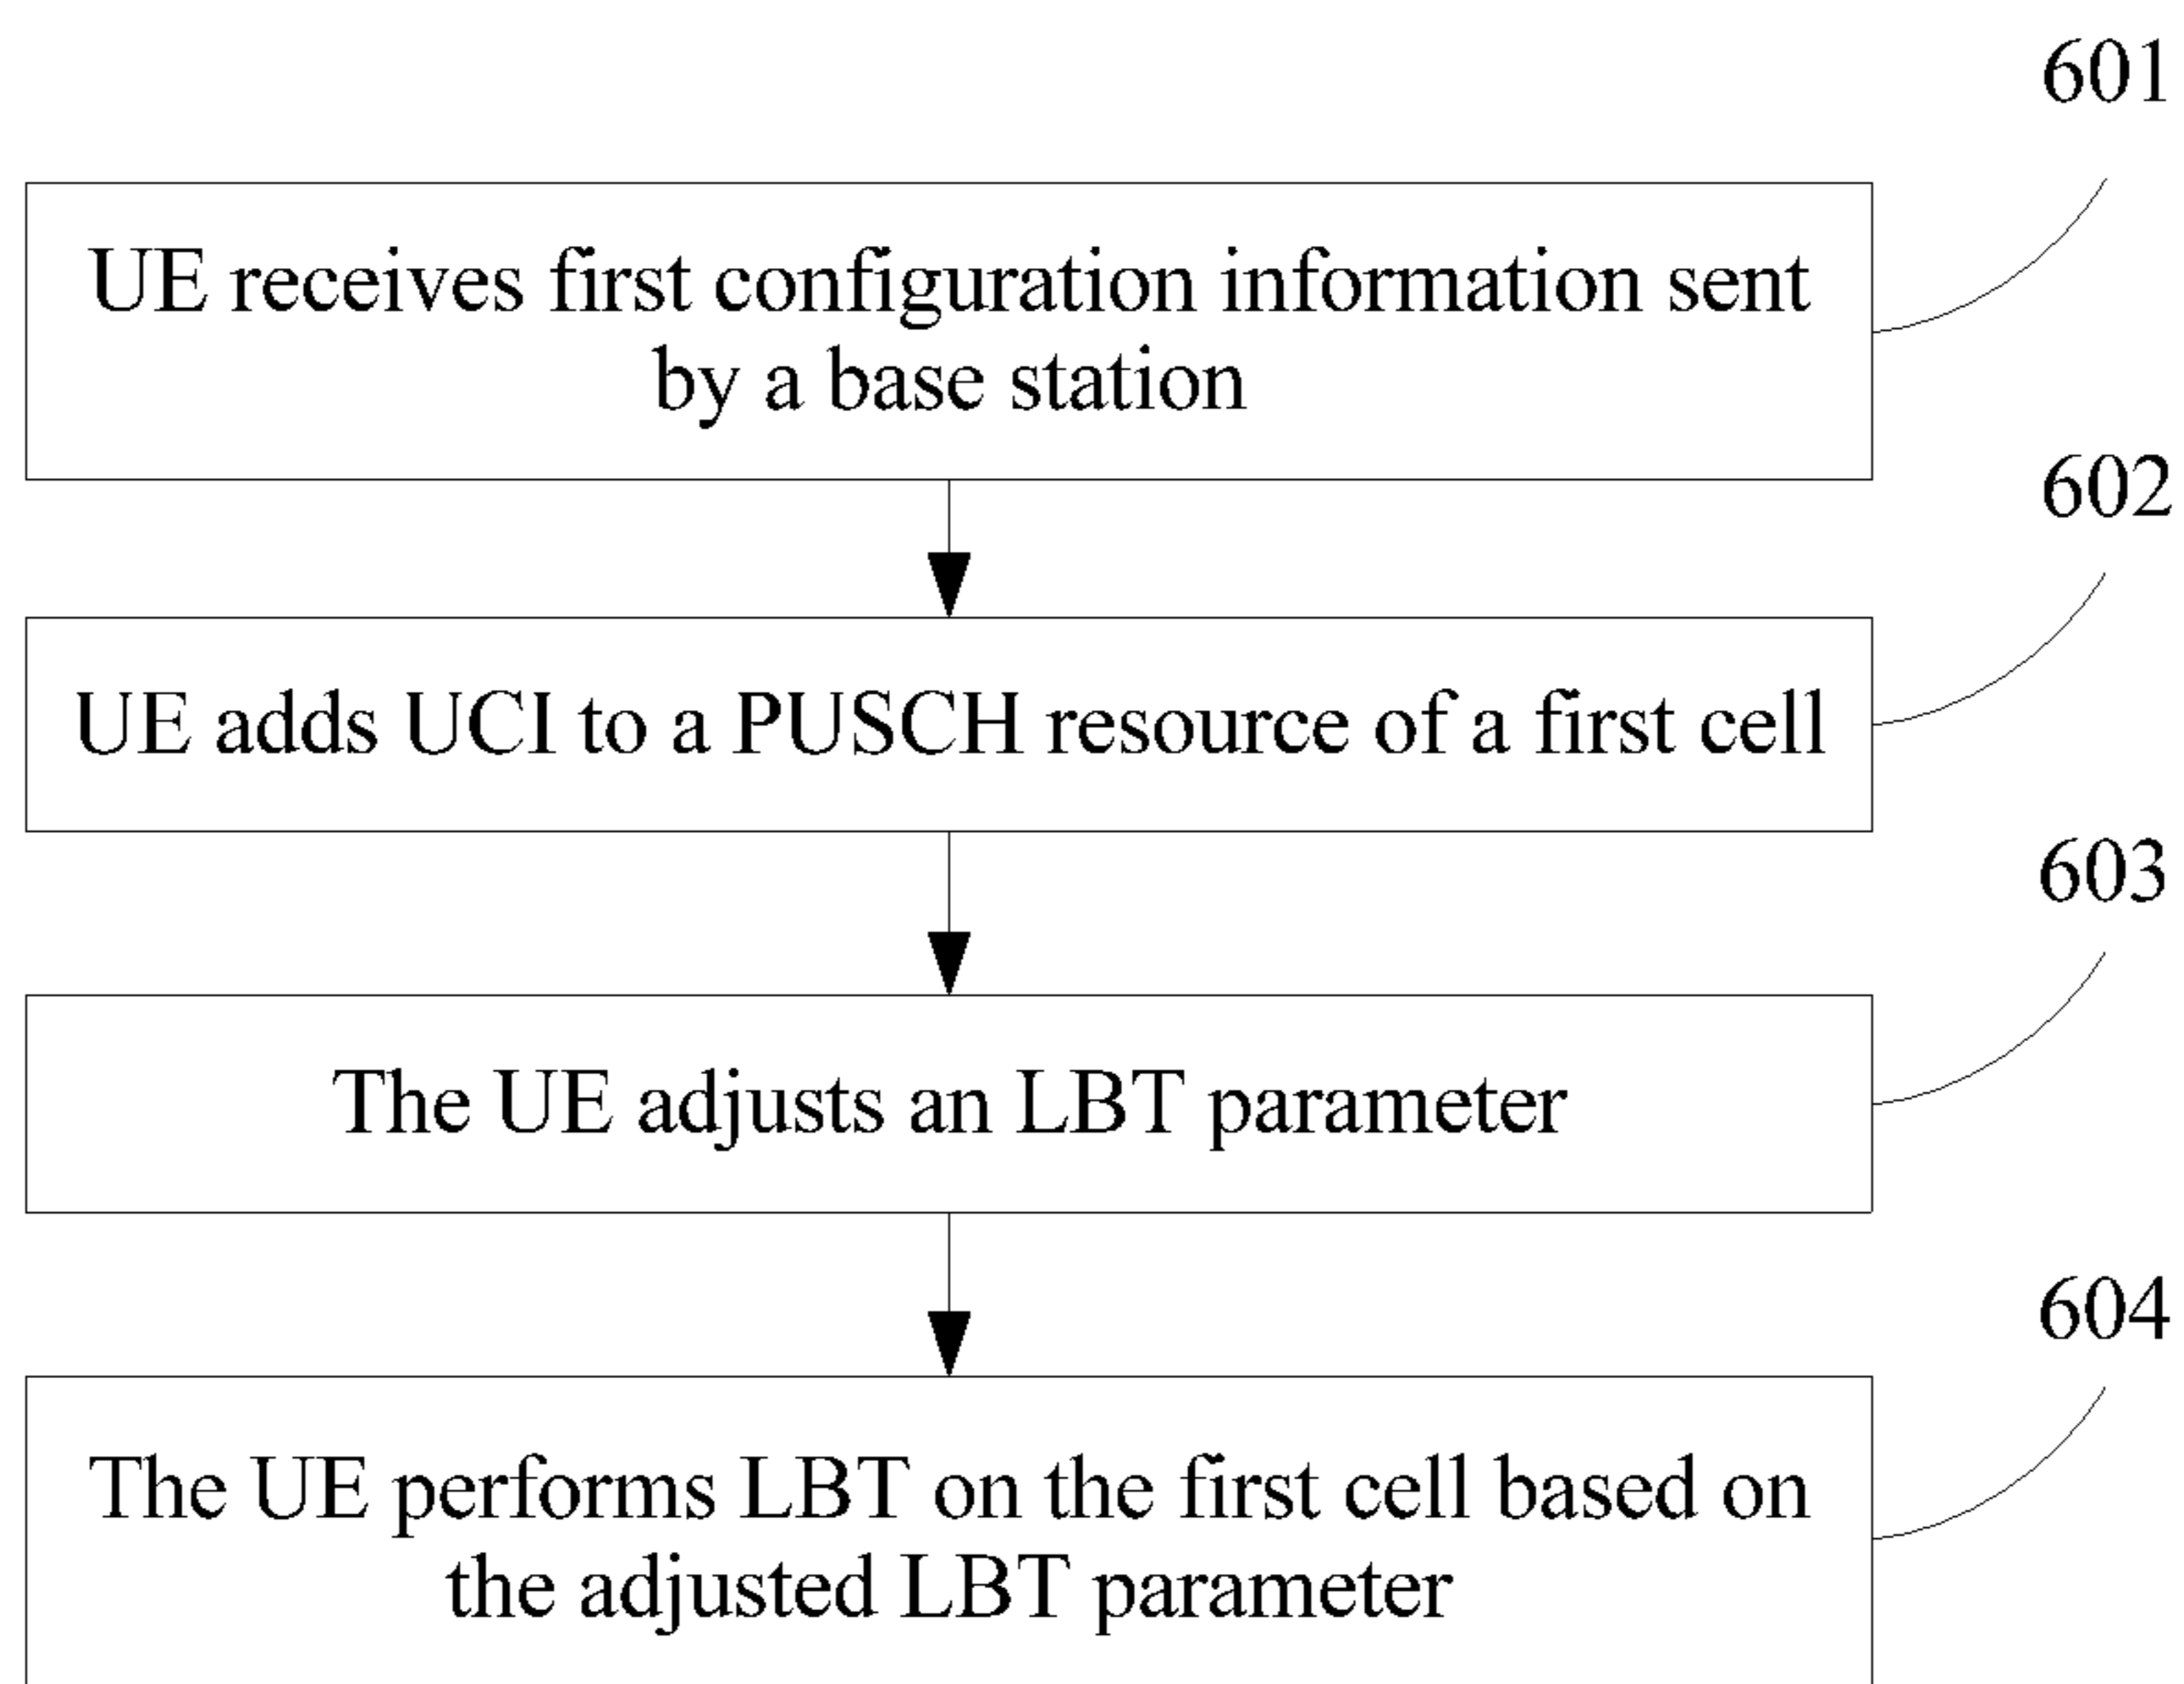 601
UE receives first configuration information sent
by a base station
602
UE adds UCI to a PUSCH resource of a first cell
603
The UE adjusts an LBT parameter
604
The UE performs LBT on the first cell based on
the adjusted LBT parameter